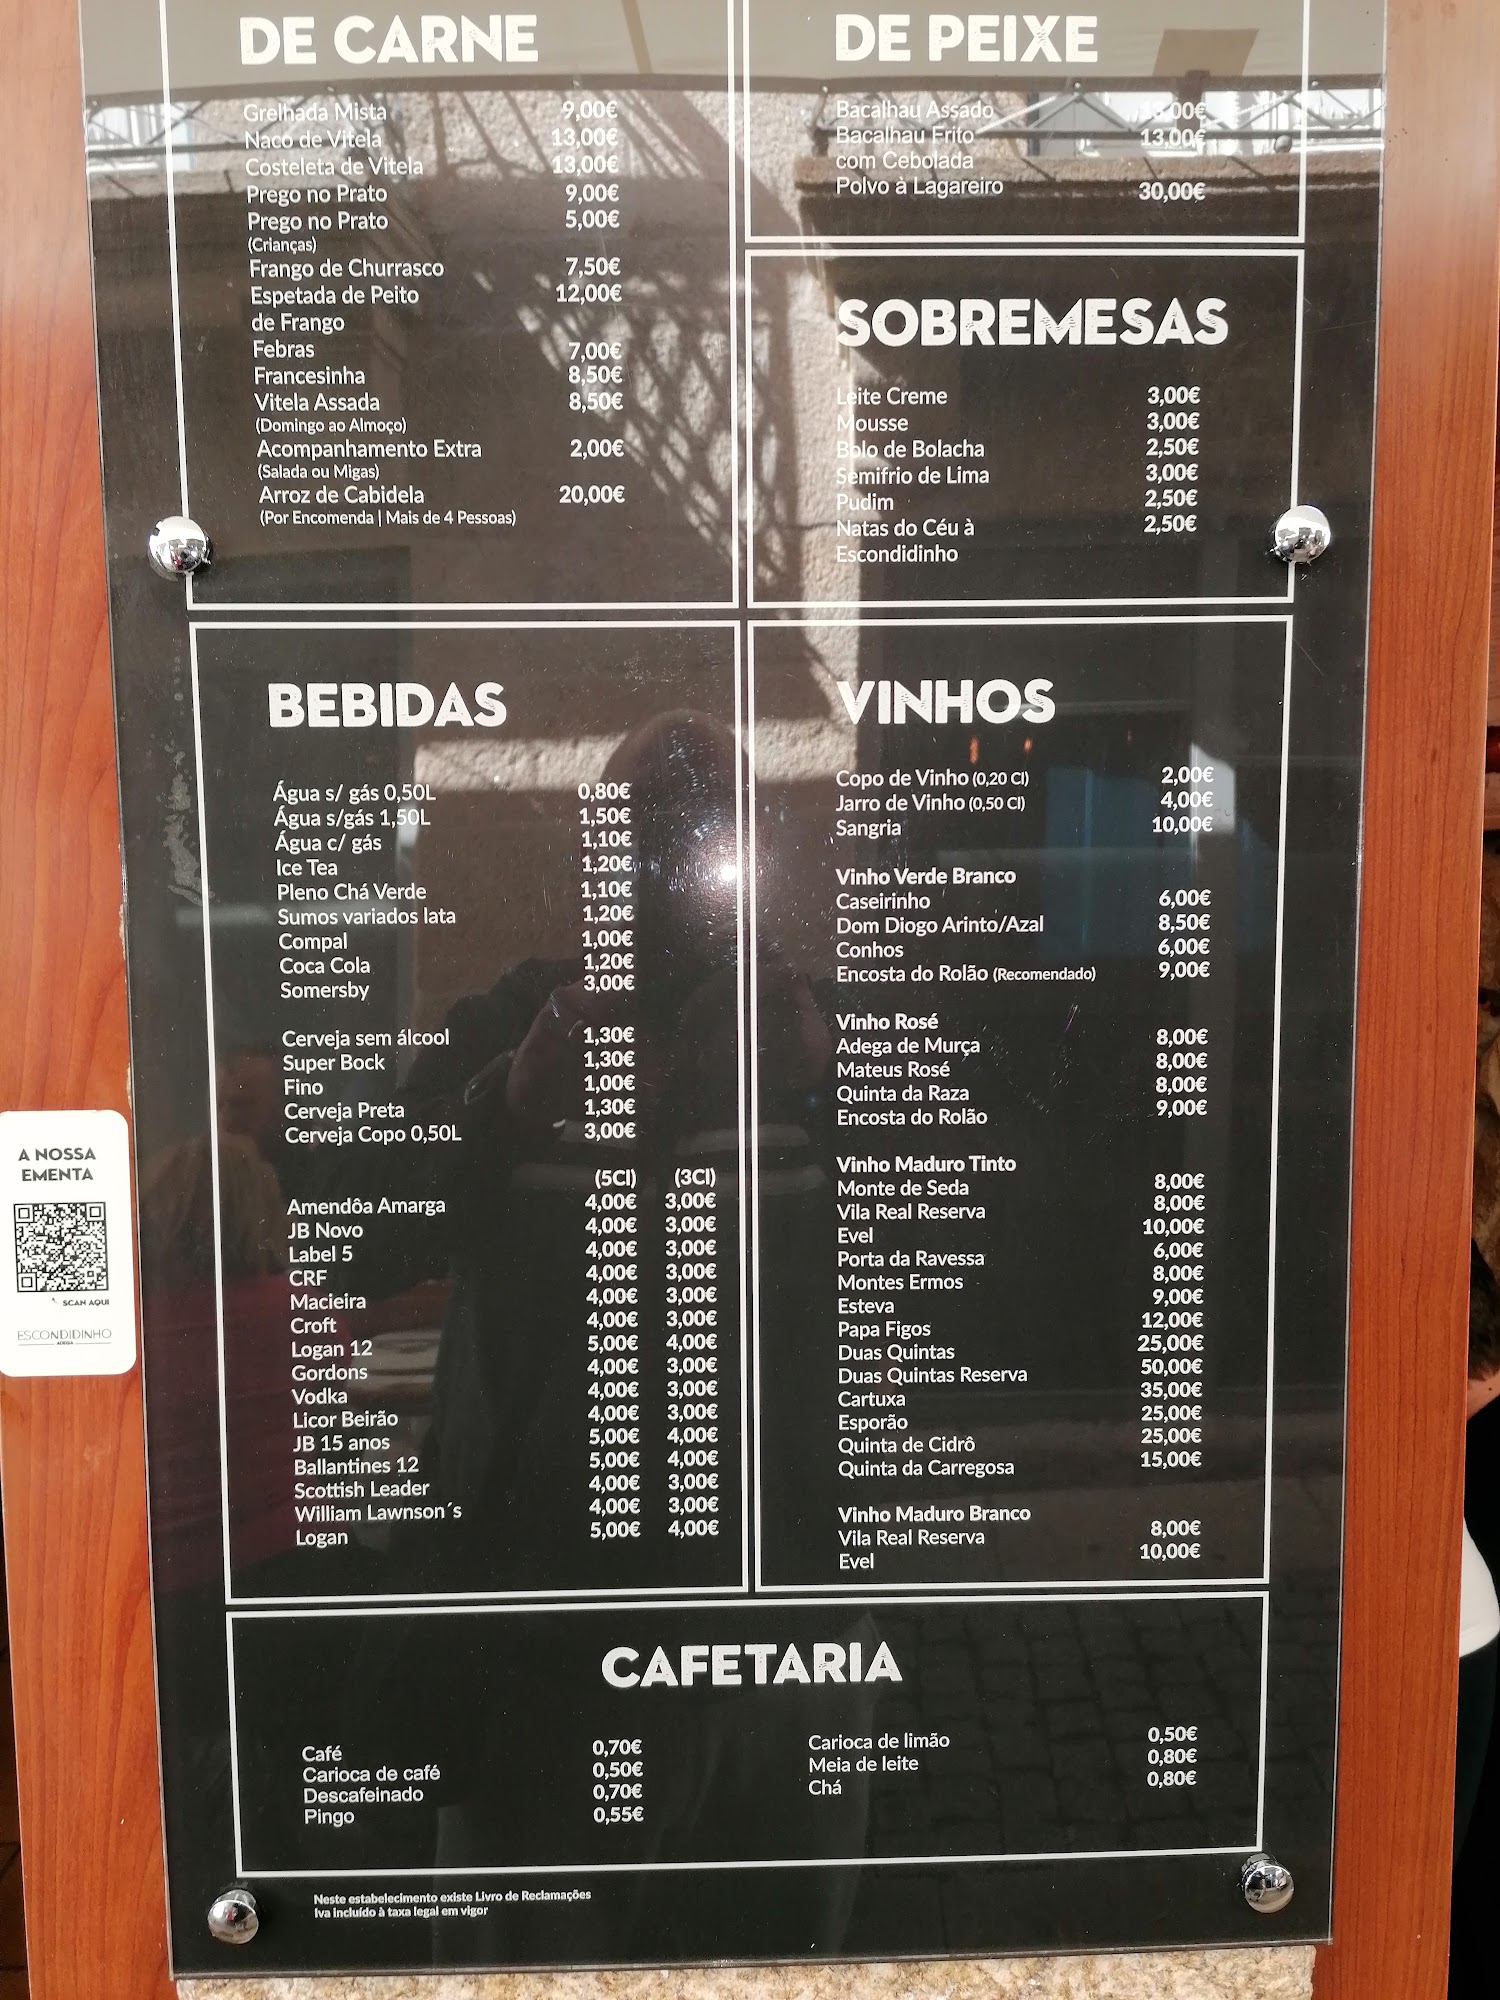 DE CARNE
Grelhada Mista 9,00€
Naco de Vitela 13,00€
Costeleta de Vitela 13,00€
Prego no Prato 9,00€
Prego no Prato 5,00€
(Crianças)
Frango de Churrasco 7,50€
Espetada de Peito 12,00€
de Frango
Febras 7,00€
Francesinha 8,50€
Vitela Assada 8,50€
(Domingo ao Almoço)
Acompanhamento Extra 2,00€
(Salada ou Migas)
Arroz de Cabidela 20,00€
(Por Encomenda | Mais de 4 Pessoas)
DE PEIXE
Bacalhau Assado 13,00€
Bacalhau Frito 13,00€
com Cebolada
Polvo à Lagareiro 30,00€
SOBREMESAS
Leite Creme 3,00€
Mousse 3,00€
Bolo de Bolacha 2,50€
Semifrio de Lima 3,00€
Pudim 2,50€
Natas do Céu à 2,50€
Escondidinho
BEBIDAS
Água s/ gás 0,50L 0,80€
Água s/gás 1,50L 1,50€
Água c/ gás 1,10€
Ice Tea 1,20€
Pleno Chá Verde 1,10€
Sumos variados lata 1,20€
Compal 1,00€
Coca Cola 1,20€
Somersby 3,00€
Cerveja sem álcool 1,30€
Super Bock 1,30€
Fino 1,00€
Cerveja Preta 1,30€
Cerveja Copo 0,50L 3,00€
(5Cl) (3Cl)
Amendôa Amarga 4,00€ 3,00€
JB Novo 4,00€ 3,00€
Label 5 4,00€ 3,00€
CRF 4,00€ 3,00€
Macieira 4,00€ 3,00€
Croft 4,00€ 3,00€
Logan 12 5,00€ 4,00€
Gordons 4,00€ 3,00€
Vodka 4,00€ 3,00€
Licor Beirão 4,00€ 3,00€
JB 15 anos 5,00€ 4,00€
Ballantines 12 5,00€ 4,00€
Scottish Leader 4,00€ 3,00€
William Lawnson´s 4,00€ 3,00€
Logan 5,00€ 4,00€
VINHOS
Copo de Vinho (0,20 Cl) 2,00€
Jarro de Vinho (0,50 Cl) 4,00€
Sangria 10,00€
Vinho Verde Branco
Caseirinho 6,00€
Dom Diogo Arinto/Azal 8,50€
Conhos 6,00€
Encosta do Rolão (Recomendado) 9,00€
Vinho Rosé
Adega de Murça 8,00€
Mateus Rosé 8,00€
Quinta da Raza 8,00€
Encosta do Rolão 9,00€
Vinho Maduro Tinto
Monte de Seda 8,00€
Vila Real Reserva 8,00€
Evel 10,00€
Porta da Ravessa 6,00€
Montes Ermos 8,00€
Esteva 9,00€
Papa Figos 12,00€
Duas Quintas 25,00€
Duas Quintas Reserva 50,00€
Cartuxa 35,00€
Esporão 25,00€
Quinta de Cidrô 25,00€
Quinta da Carregosa 15,00€
Vinho Maduro Branco
Vila Real Reserva 8,00€
Evel 10,00€
CAFETARIA
Café 0,70€
Carioca de café 0,50€
Descafeinado 0,70€
Pingo 0,55€
Carioca de limão 0,50€
Meia de leite 0,80€
Chá 0,80€
Neste estabelecimento existe Livro de Reclamações
Iva Incluído à taxa legal em vigor
A NOSSA
EMENTA
SCAN AQUI
ESCONDIDINHO
ADEGA